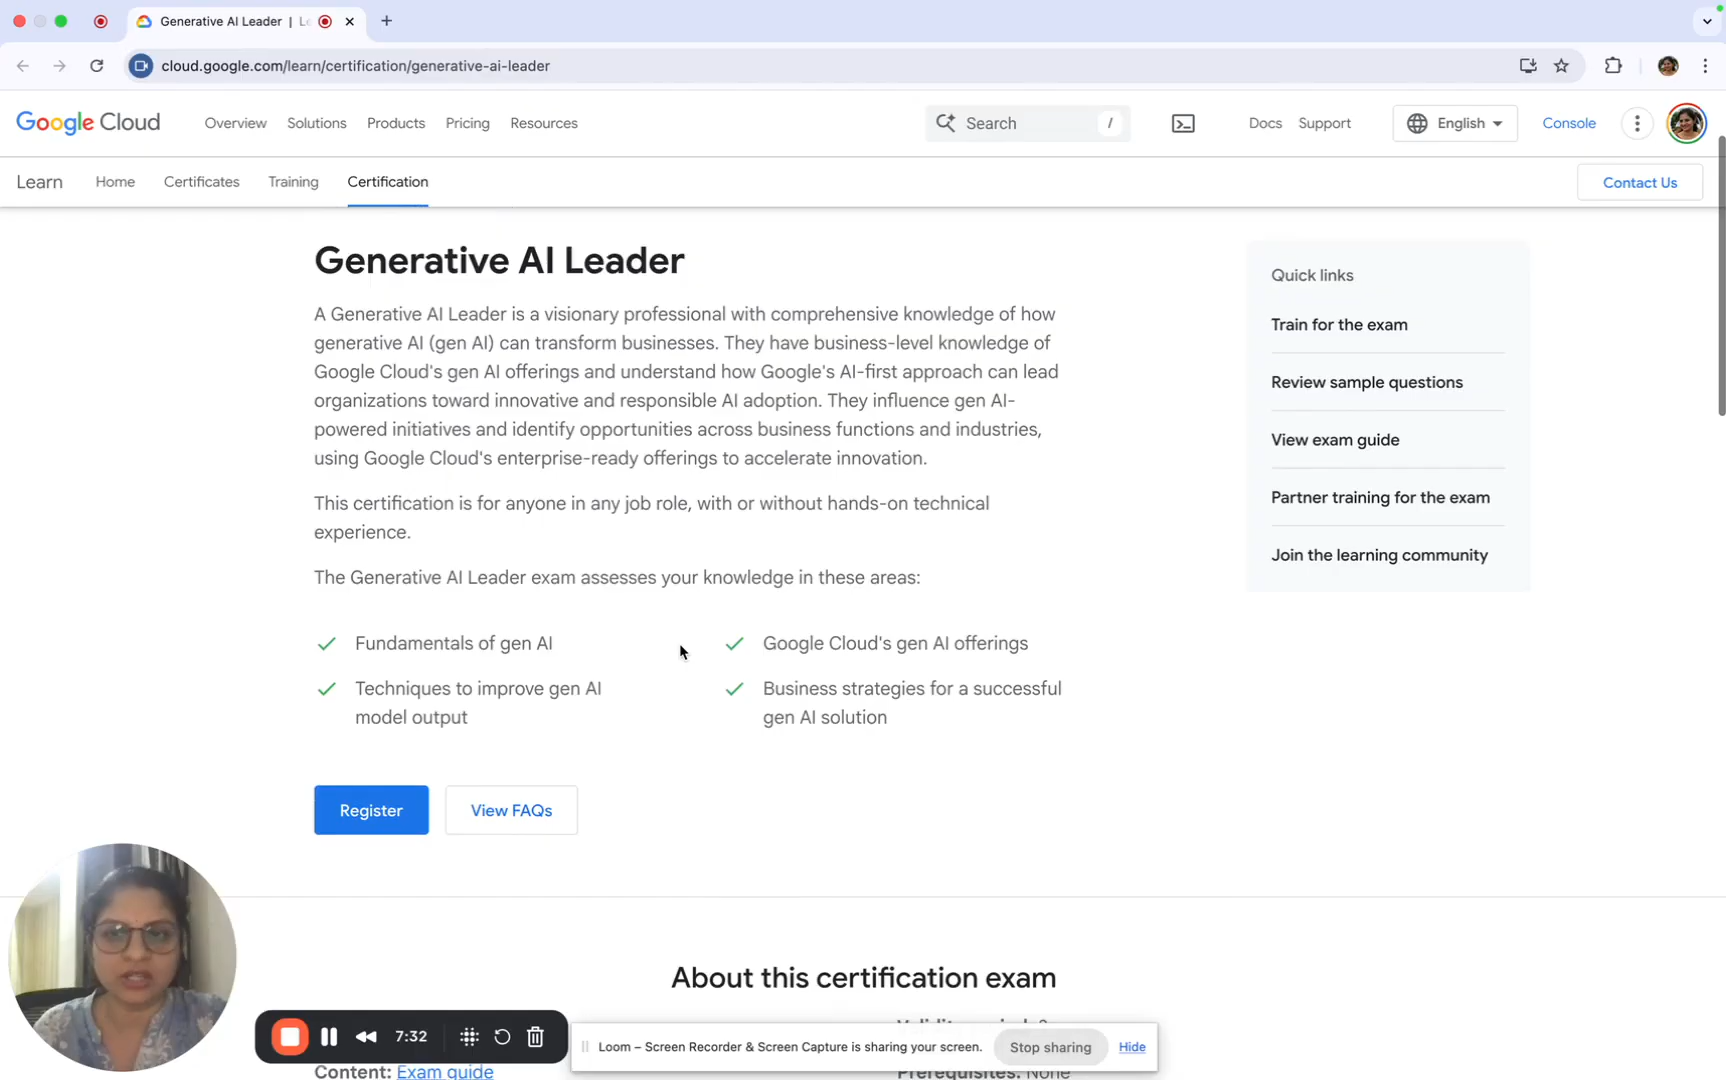 Generative AI Leader | L
cloud.google.com/learn/certification/generative-ai-leader
Google Cloud Overview Solutions Products Pricing Resources Search / Docs Support English Console
Learn Home Certificates Training Certification Contact Us
Generative AI Leader
A Generative AI Leader is a visionary professional with comprehensive knowledge of how
generative AI (gen AI) can transform businesses. They have business-level knowledge of
Google Cloud's gen AI offerings and understand how Google's AI-first approach can lead
organizations toward innovative and responsible AI adoption. They influence gen AI-
powered initiatives and identify opportunities across business functions and industries,
using Google Cloud's enterprise-ready offerings to accelerate innovation.
This certification is for anyone in any job role, with or without hands-on technical
experience.
The Generative AI Leader exam assesses your knowledge in these areas:
Fundamentals of gen AI
Techniques to improve gen AI
model output
Google Cloud's gen AI offerings
Business strategies for a successful
gen AI solution
Register View FAQs
Quick links
Train for the exam
Review sample questions
View exam guide
Partner training for the exam
Join the learning community
About this certification exam
Content: Exam guide
Prerequisites: None
7:32
Loom – Screen Recorder & Screen Capture is sharing your screen. Stop sharing Hide